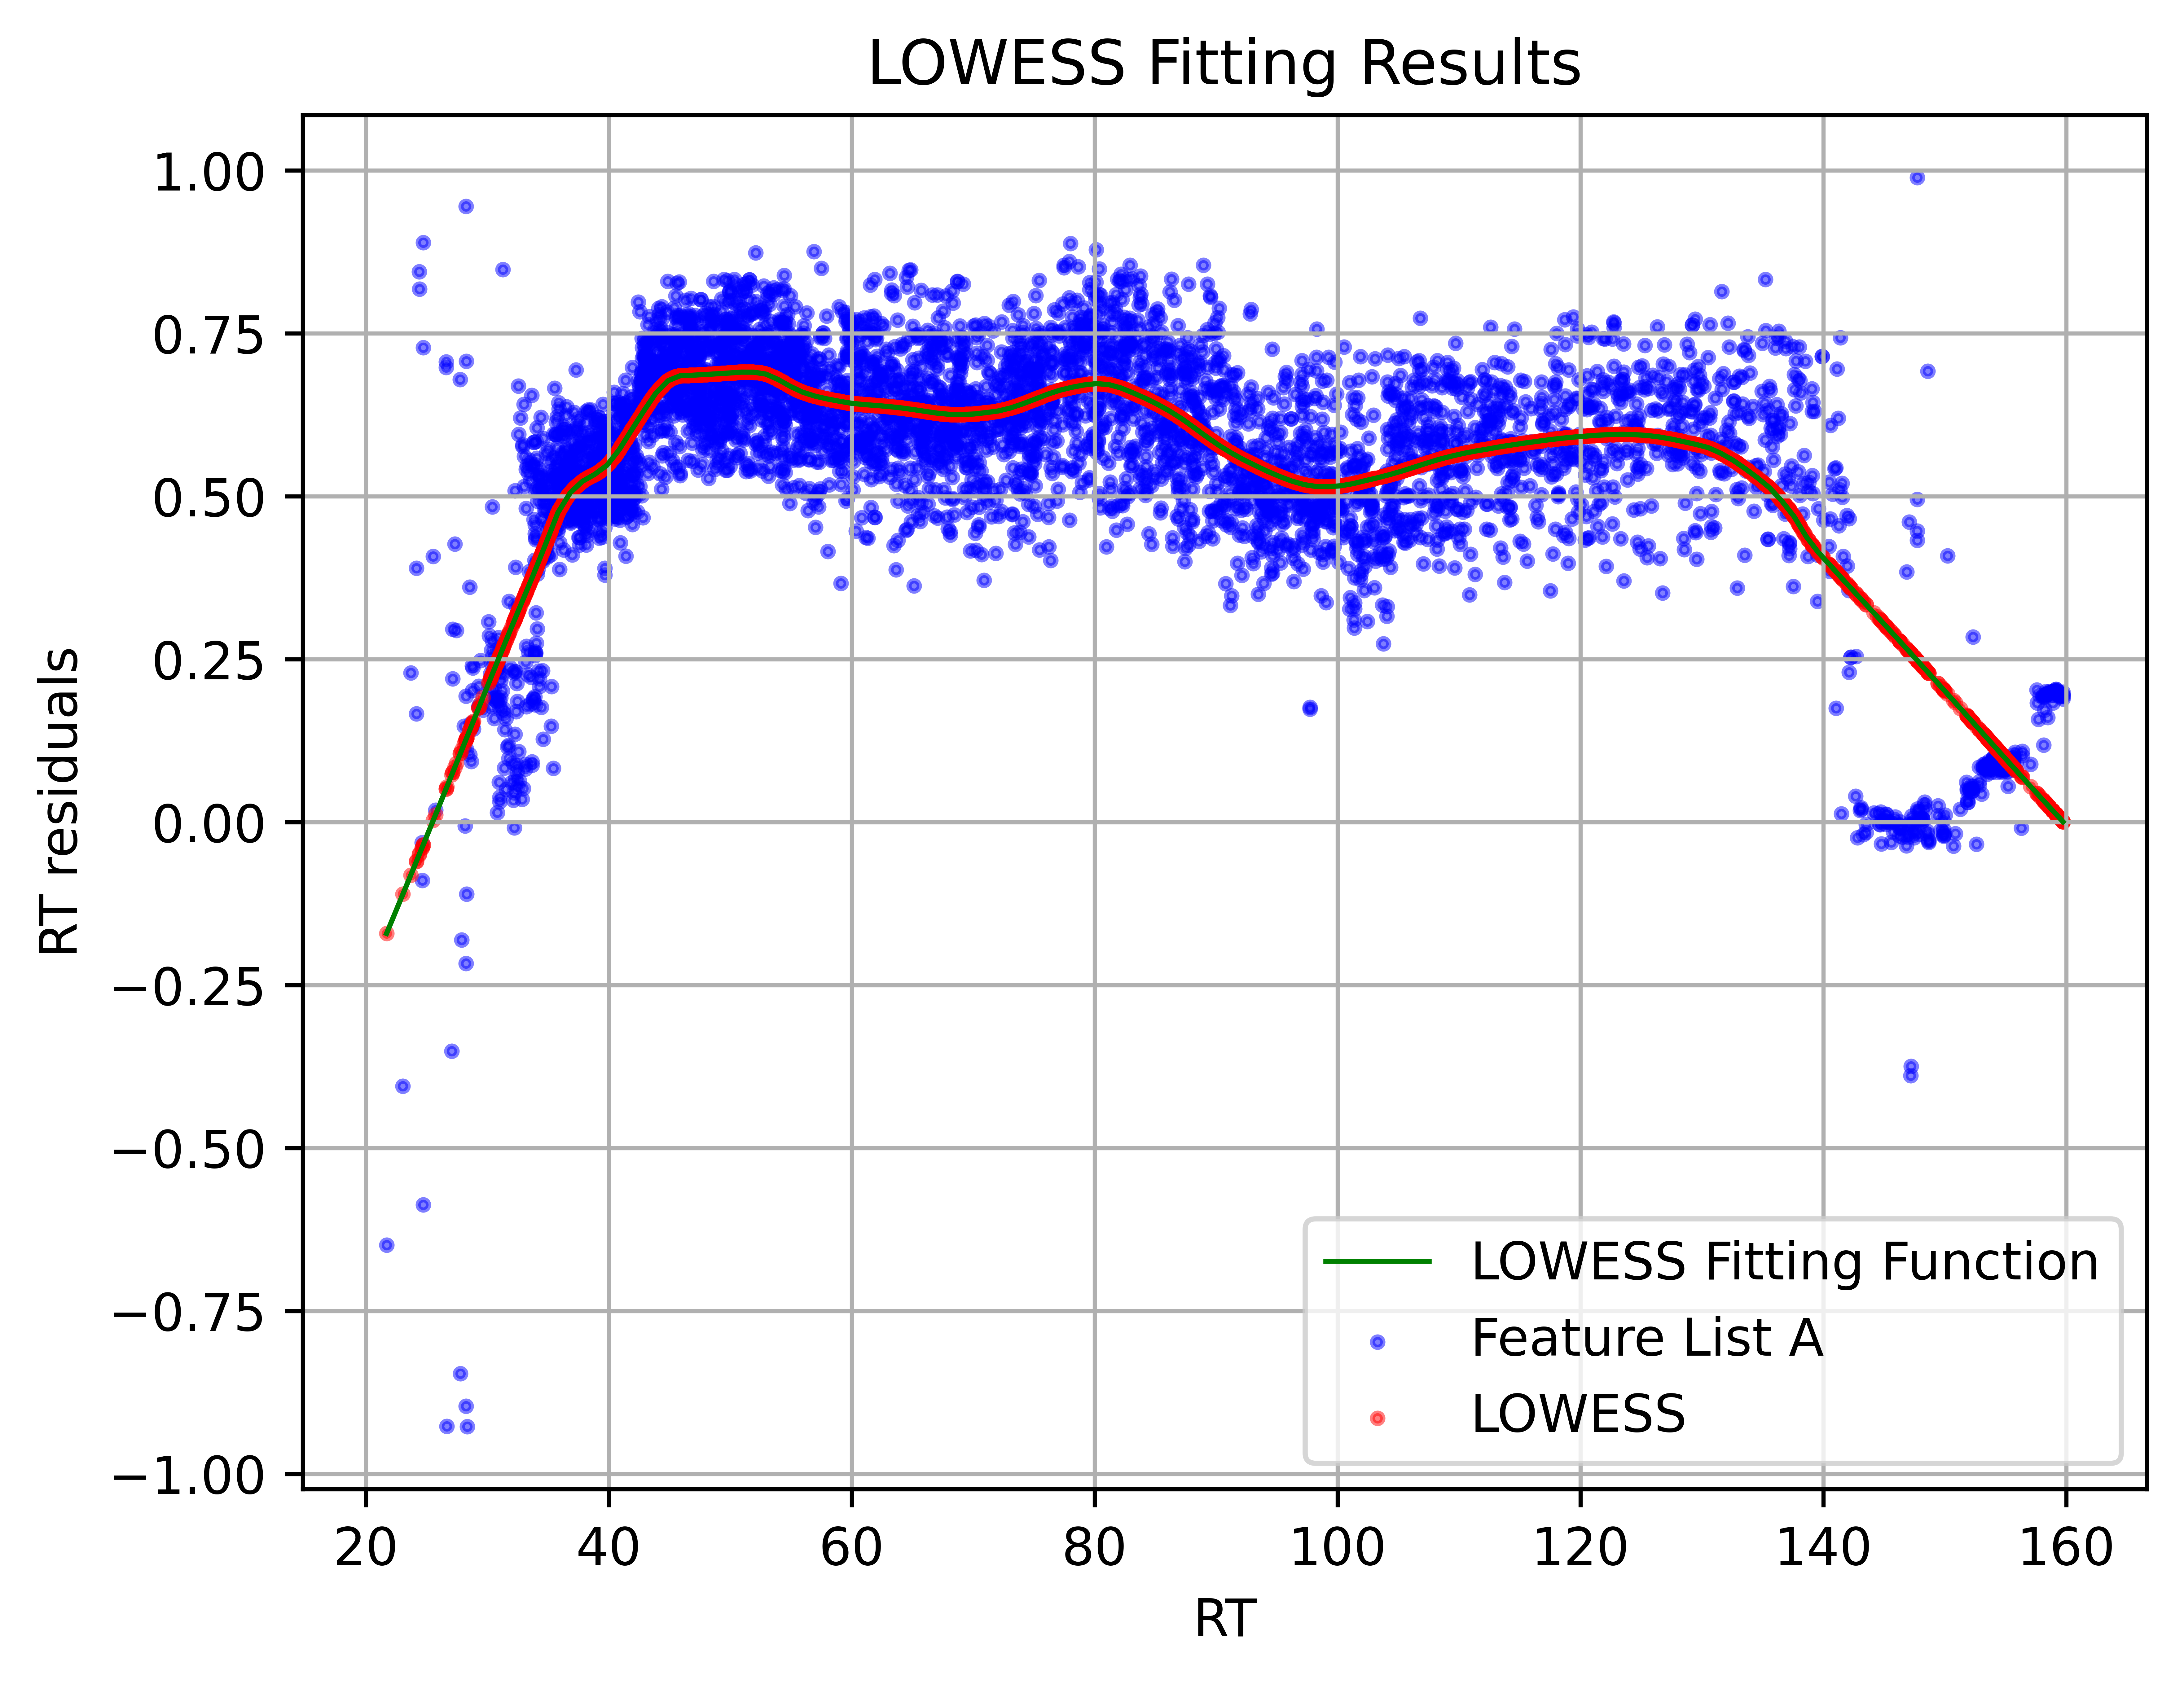 LOWESS Fitting Results
1.00
0.75
0.50
0.25
0.00
−0.25
−0.50
−0.75
−1.00
RT residuals
LOWESS Fitting Function
Feature List A
LOWESS
20 40 60 80 100 120 140 160
RT